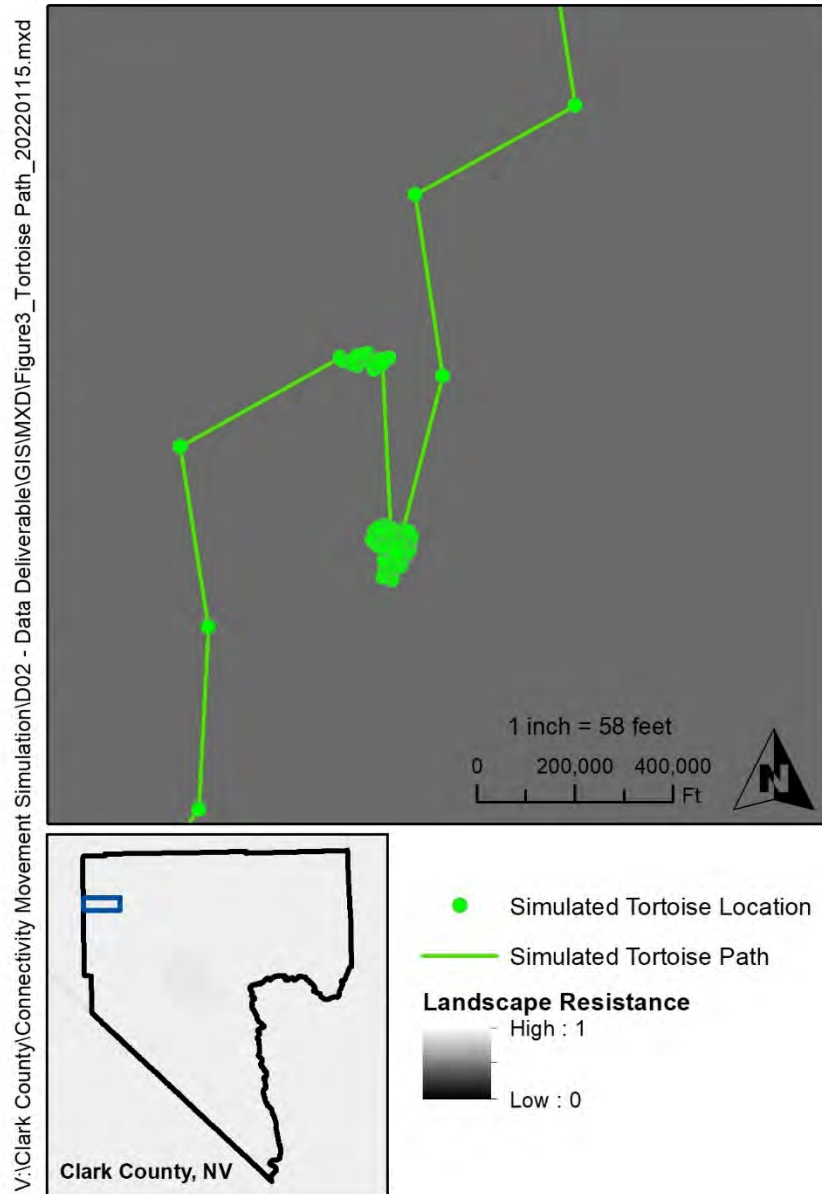 V:\Clark County\Connectivity Movement Simulation\D02 - Data Deliverable\GIS\MXD\Figure3_Tortoise Path_20220115.mxd
1 inch = 58 feet
0 200,000 400,000
Ft
N
Simulated Tortoise Location
Simulated Tortoise Path
Landscape Resistance
High : 1
Low : 0
Clark County, NV